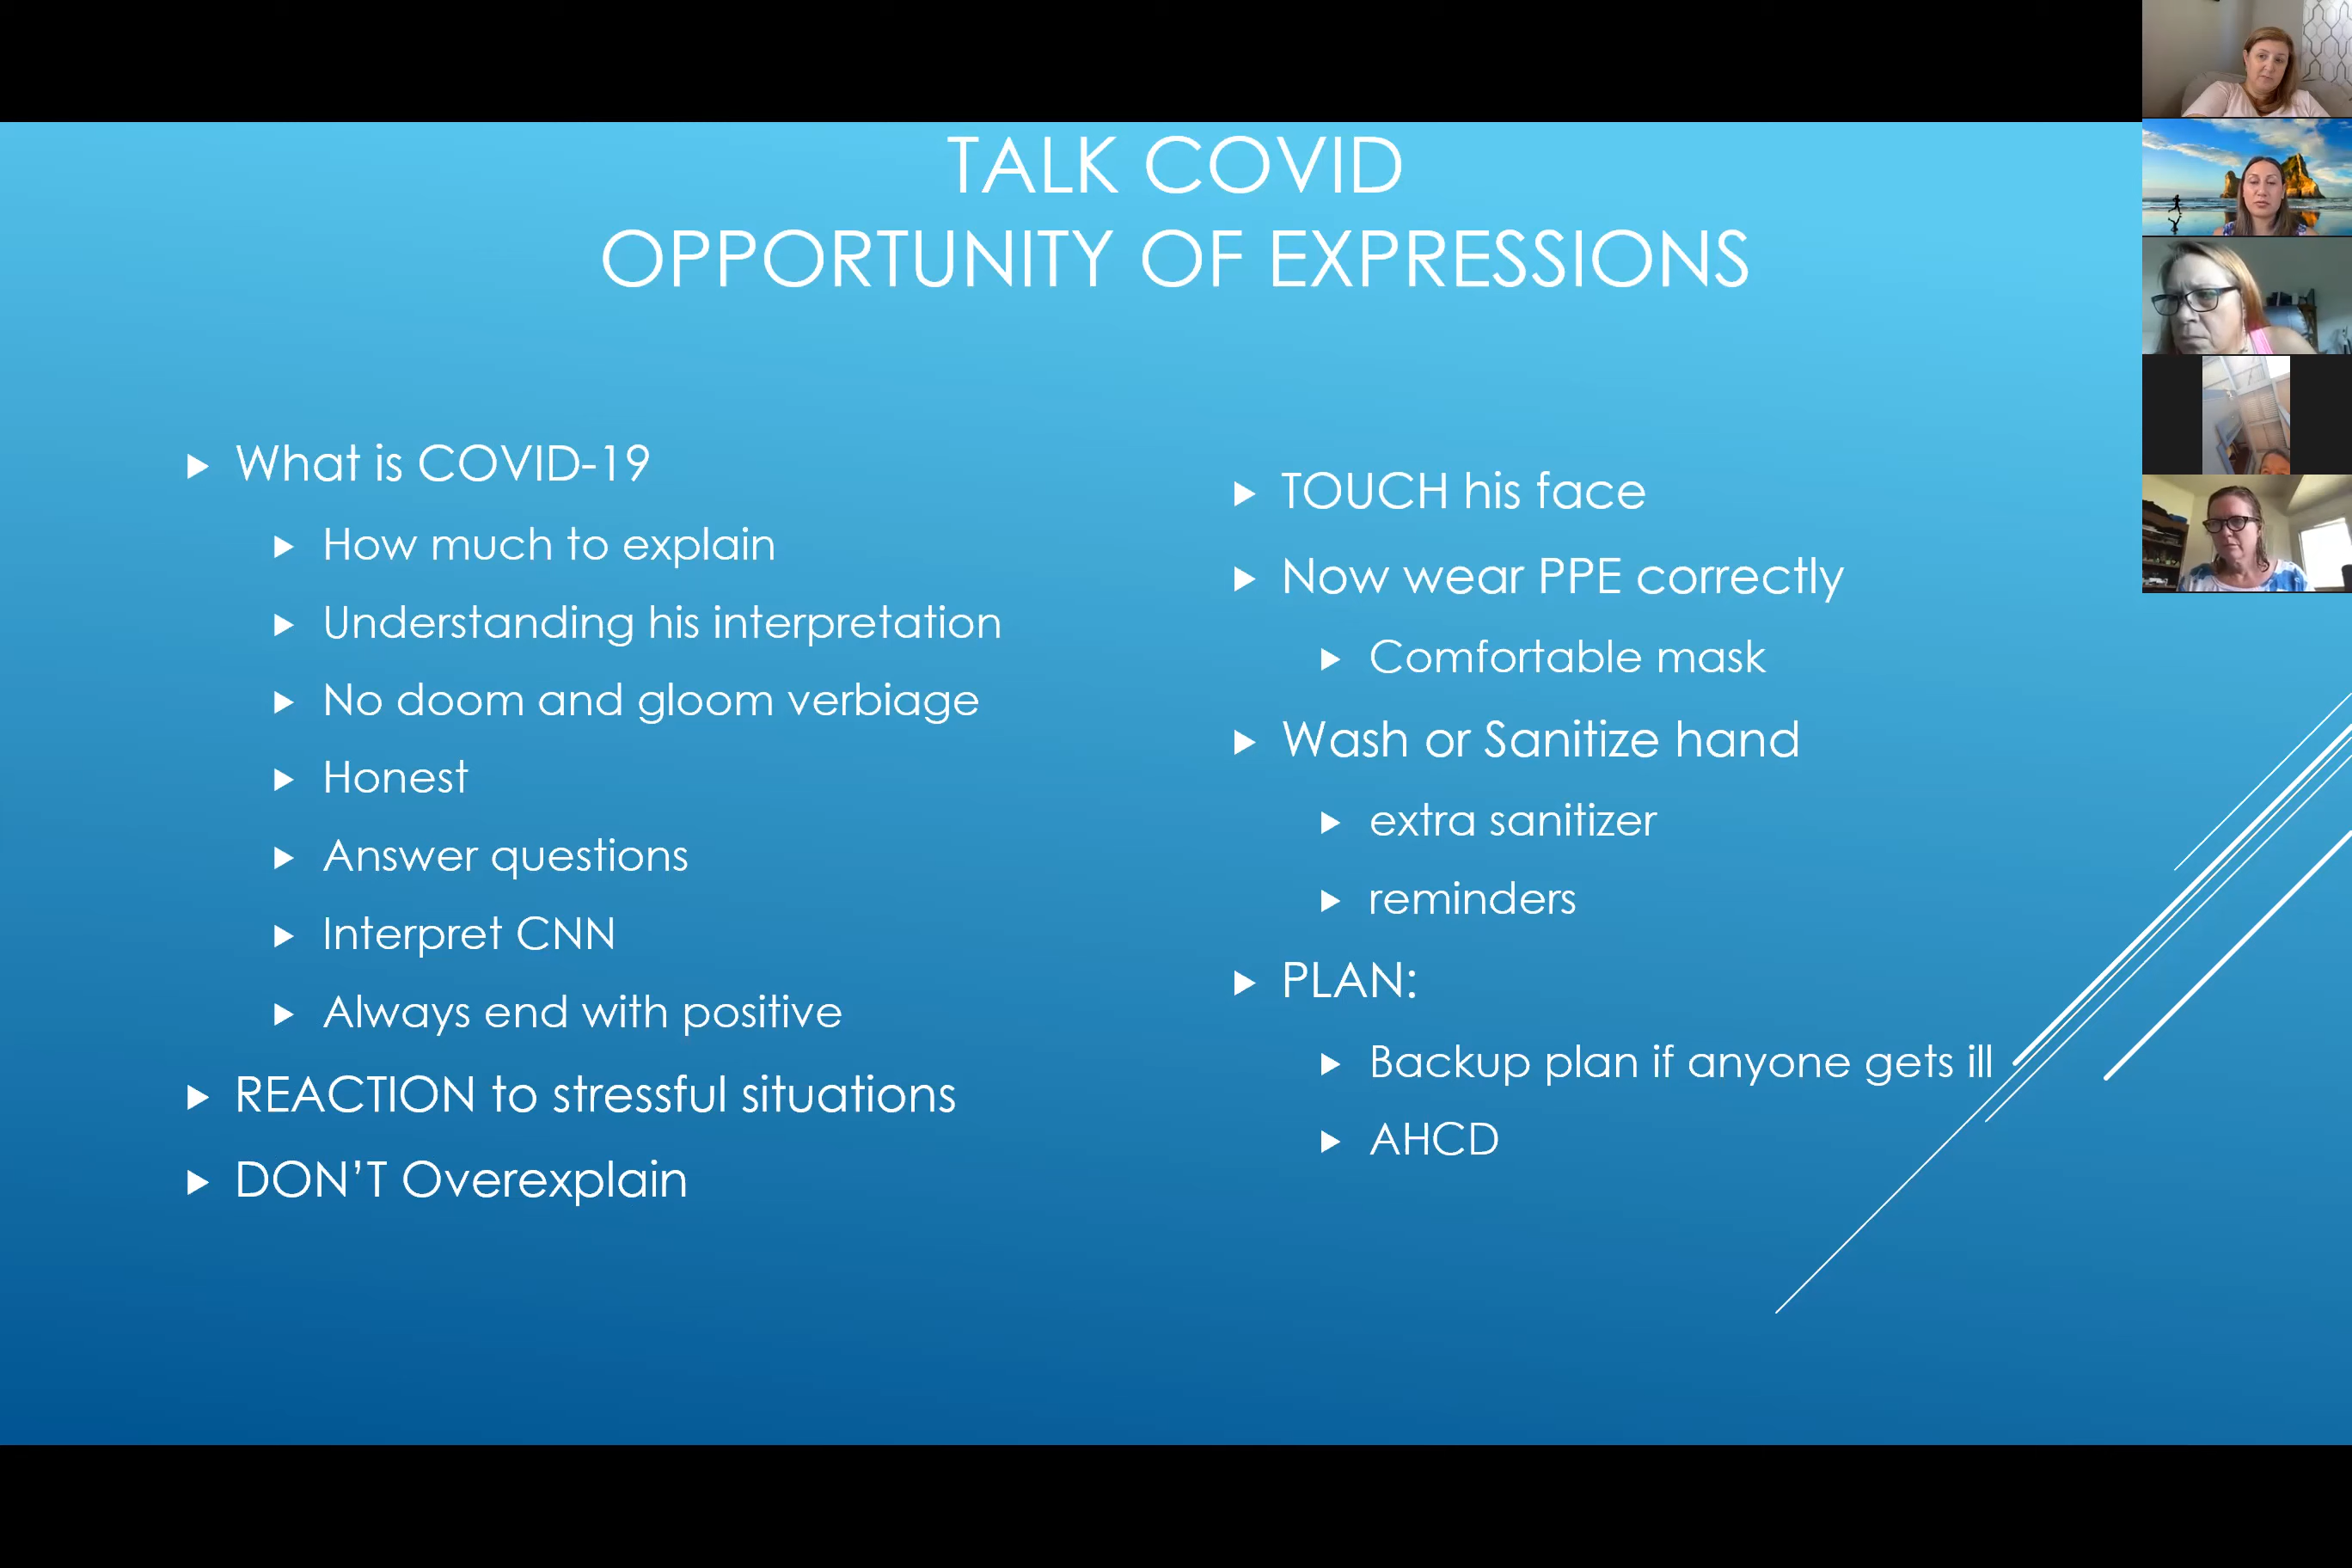 TALK COVID
OPPORTUNITY OF EXPRESSIONS
What is COVID-19
How much to explain
Understanding his interpretation
No doom and gloom verbiage
Honest
Answer questions
Interpret CNN
Always end with positive
REACTION to stressful situations
DON'T Overexplain
TOUCH his face
Now wear PPE correctly
Comfortable mask
Wash or Sanitize hand
extra sanitizer
reminders
PLAN:
Backup plan if anyone gets ill
AHCD